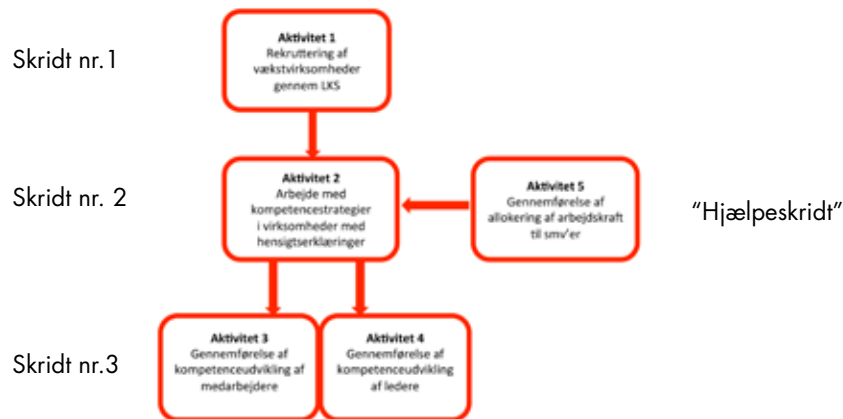 Skridt nr.1
Aktivitet 1
Rekruttering af
vækstvirksomheder
gennem LKS
Skridt nr. 2
Aktivitet 2
Arbejde med
kompetencestrategier
i virksomheder med
hensigtserklæringer
Aktivitet 5
Gennemførelse af
allokering af arbejdskraft
til smv'er
“Hjælpeskridt”
Skridt nr.3
Aktivitet 3
Gennemførelse af
kompetenceudvikling af
medarbejdere
Aktivitet 4
Gennemførelse af
kompetenceudvikling
af ledere